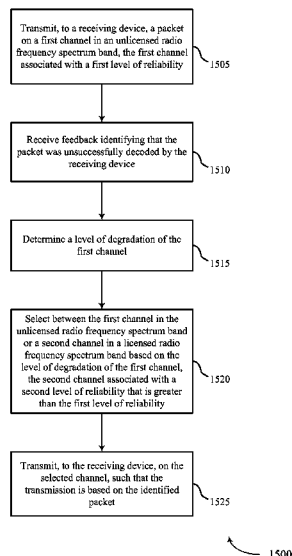 Transmit, to a receiving device, a packet
on a first channel in an unlicensed radio
frequency spectrum band, the first channel
associated with a first level of reliability
1505
Receive feedback identifying that the
packet was unsuccessfully decoded by the
receiving device
1510
Determine a level of degradation of the
first channel
1515
Select between the first channel in the
unlicensed radio frequency spectrum band
or a second channel in a licensed radio
frequency spectrum band based on the
level of degradation of the first channel,
the second channel associated with a
second level of reliability that is greater
than the first level of reliability
1520
Transmit, to the receiving device, on the
selected channel, such that the
transmission is based on the identified
packet
1525
1500